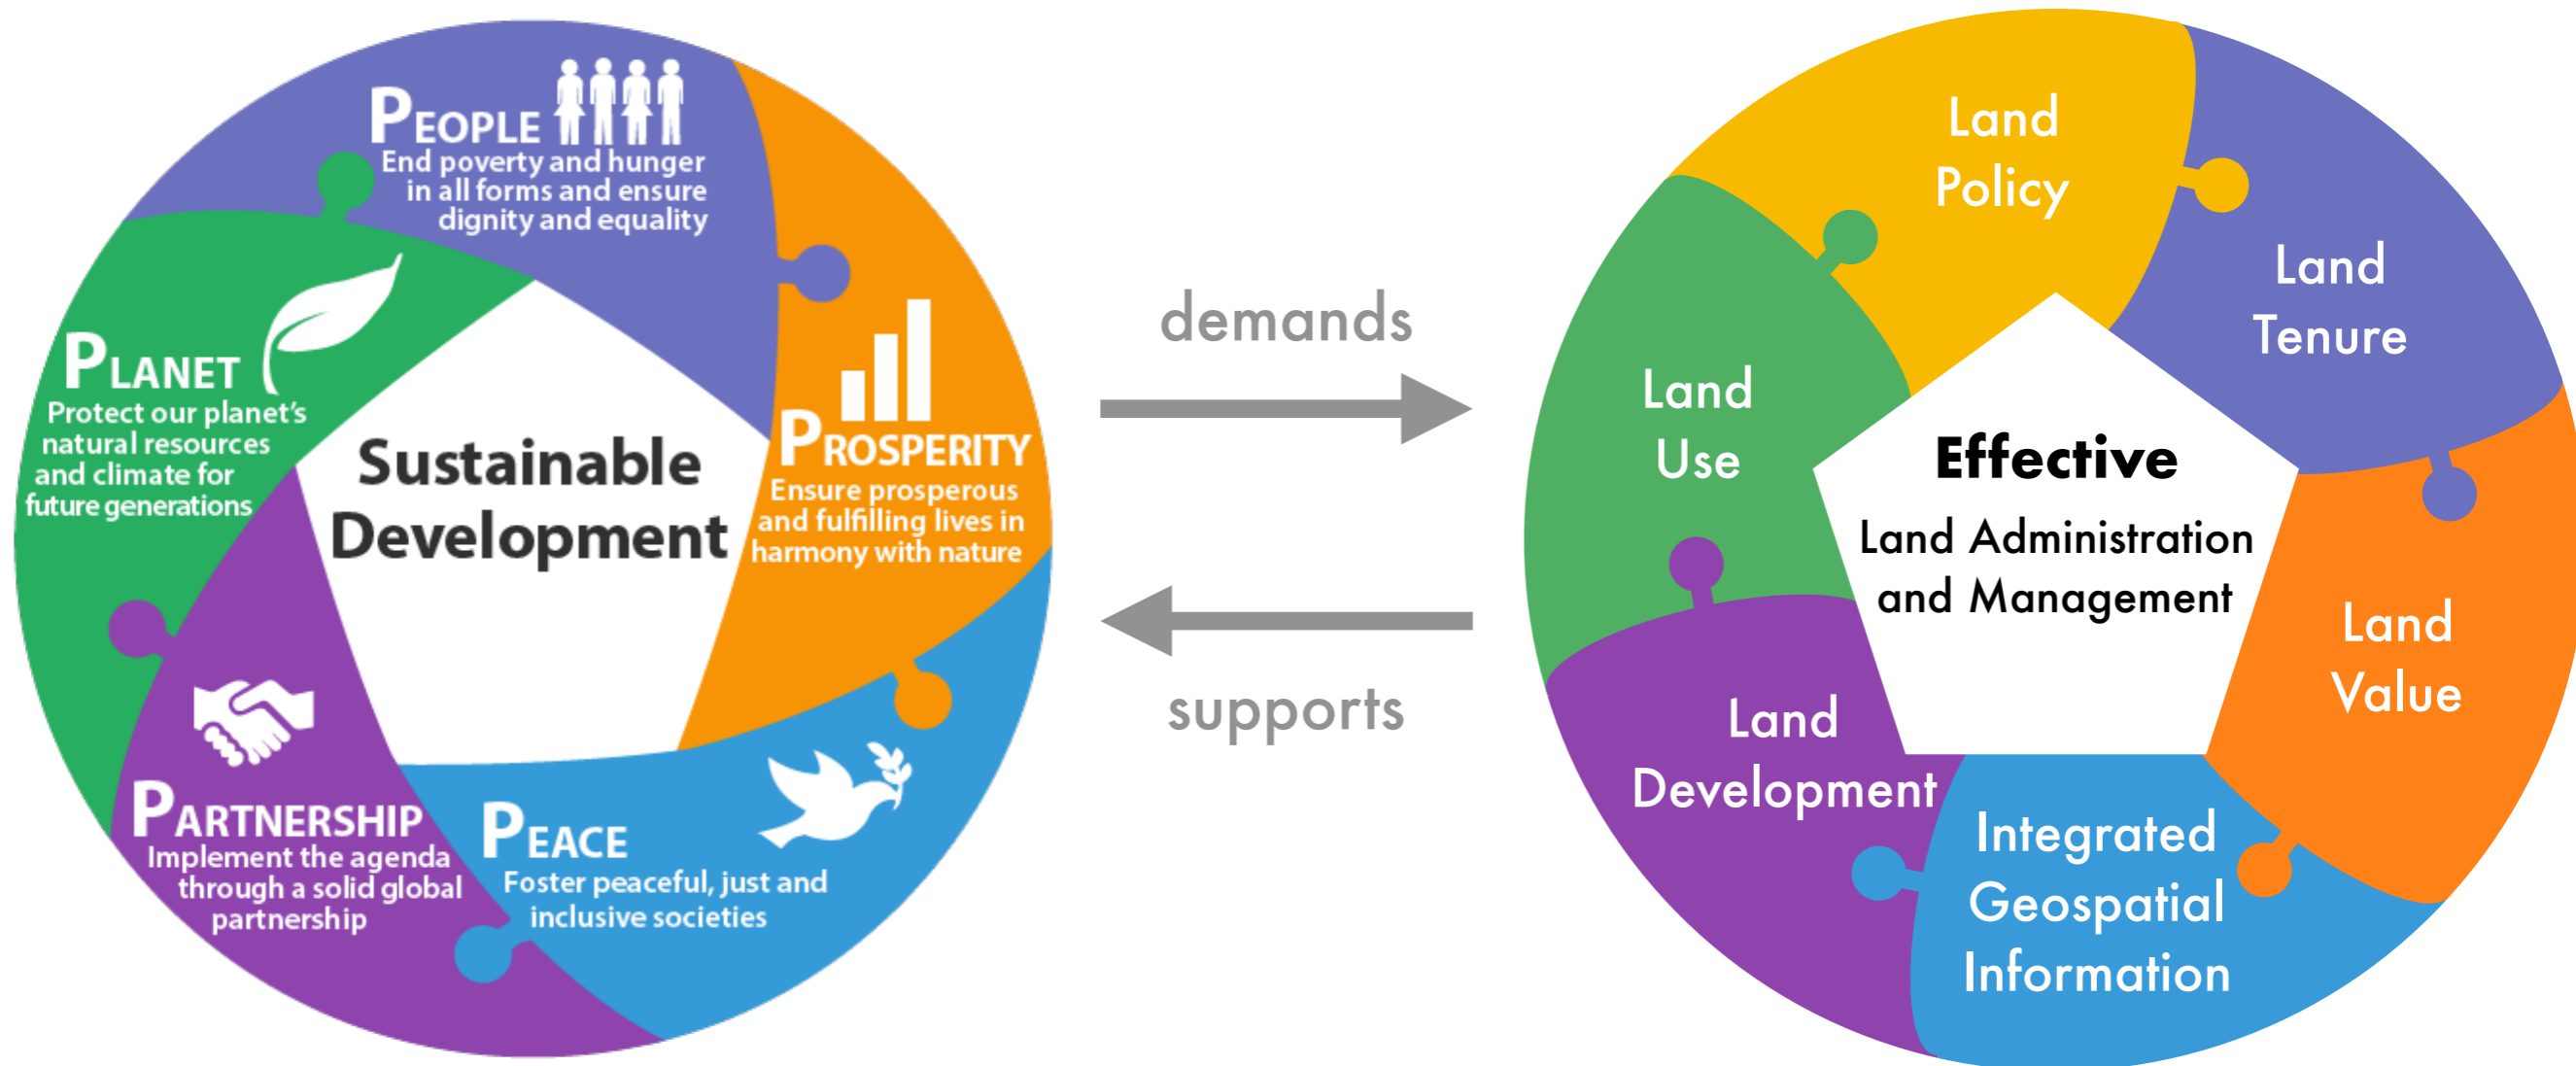 PEOPLE
End poverty and hunger
in all forms and ensure
dignity and equality
PLANET
Protect our planet's
natural resources
and climate for
future generations
Sustainable
Development
PROSPERITY
Ensure prosperous
and fulfilling lives in
harmony with nature
PARTNERSHIP
Implement the agenda
through a solid global
partnership
PEACE
Foster peaceful, just and
inclusive societies
demands
supports
Land
Policy
Land
Tenure
Land
Use
Effective
Land Administration
and Management
Land
Value
Land
Development
Integrated
Geospatial
Information